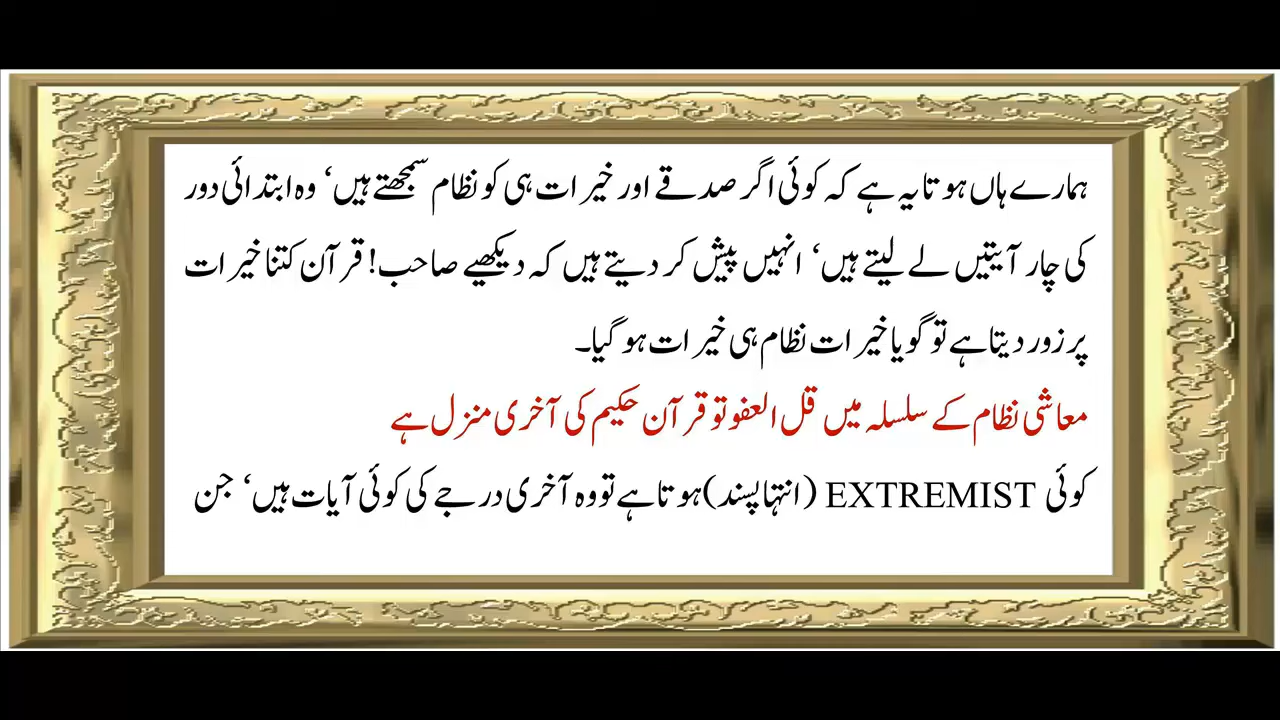 ہمارے ہاں ہوتا یہ ہے کہ کوئی اگر صدقے اور خیرات ہی کو نظام سمجھتے ہیں‘ وہ ابتدائی دور
کی چار آیتیں لے لیتے ہیں‘ انہیں پیش کر دیتے ہیں کہ دیکھیے صاحب! قرآن کتنا خیرات
پر زور دیتا ہے تو گویا خیرات نظام ہی خیرات ہو گیا۔
معاشی نظام کے سلسلہ میں قل العفو تو قرآن حکیم کی آخری منزل ہے
کوئی EXTREMIST (انتہا پسند) ہوتا ہے تو وہ آخری درجے کی کوئی آیات ہیں‘ جن